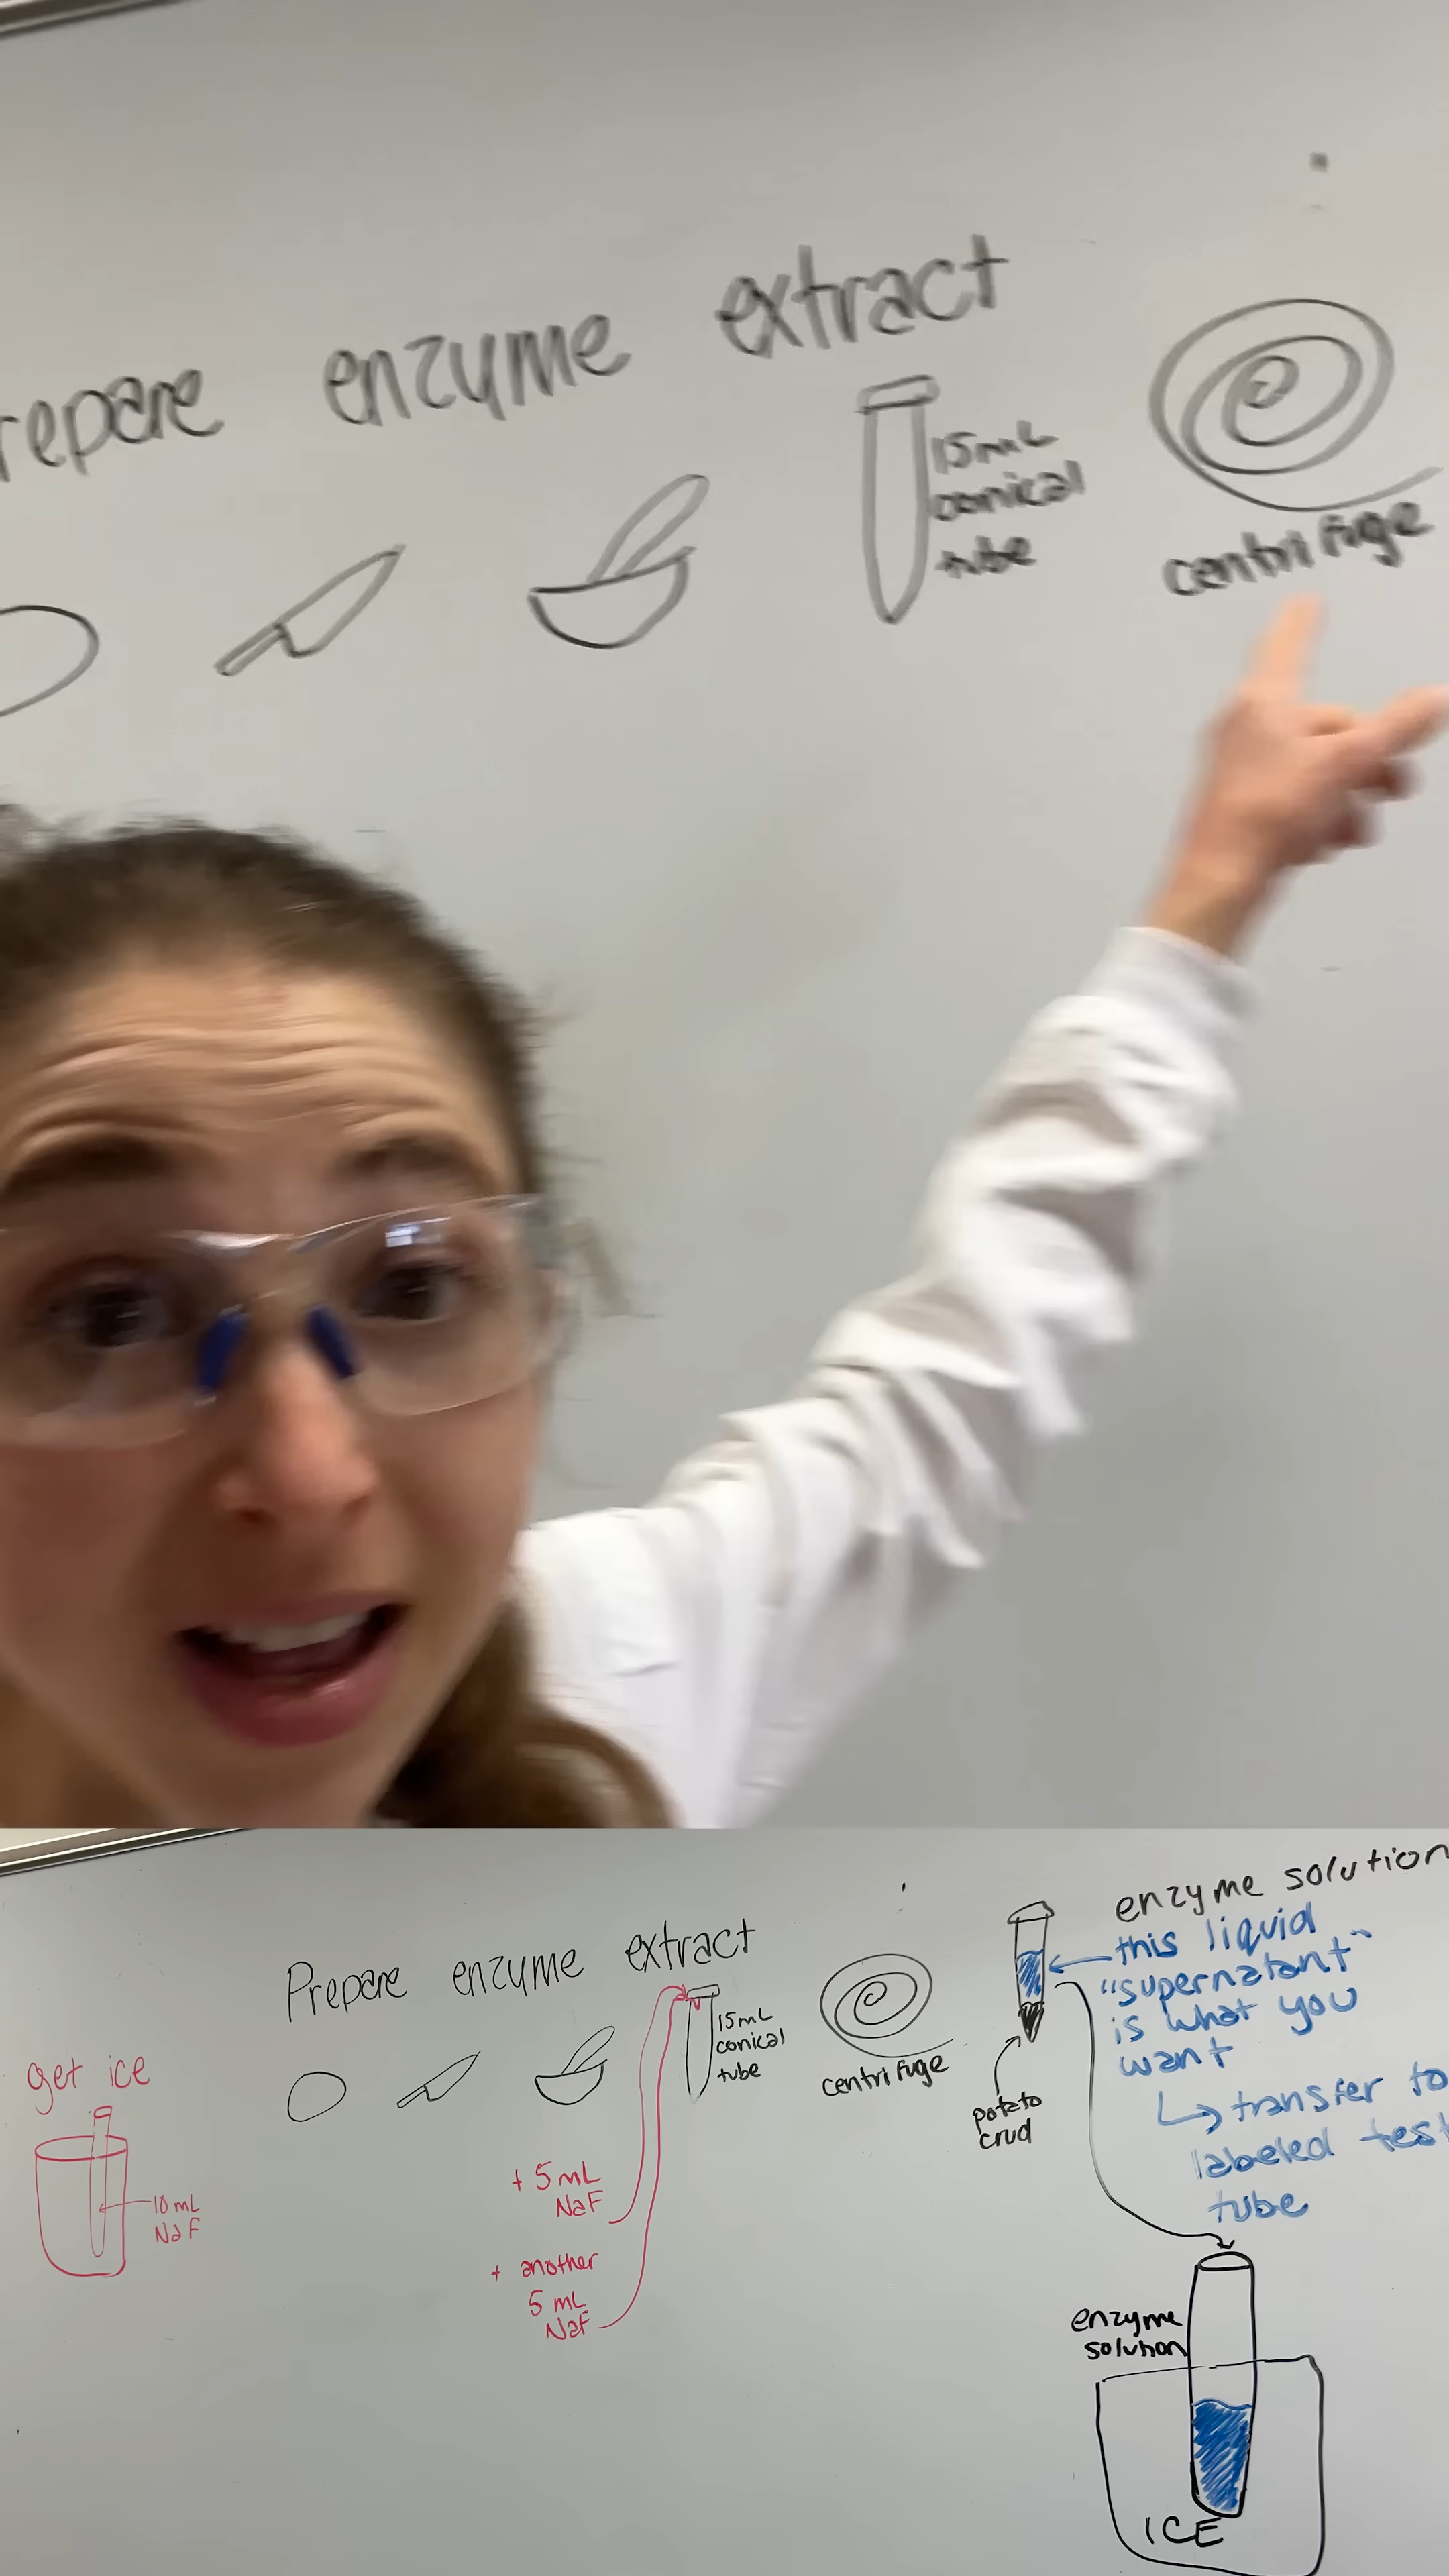 repare enzyme extract
15mL
conical
tube
centrifuge
Prepare enzyme extract
get ice
10 mL
NaF
+ 5 mL
NaF
+ another
5 mL
NaF
15mL
conical
tube
centrifuge
potato
crud
enzyme solution
this liquid
"supernatant"
is what you
want
↳ transfer to
labeled test
tube
enzyme
solution
ICE